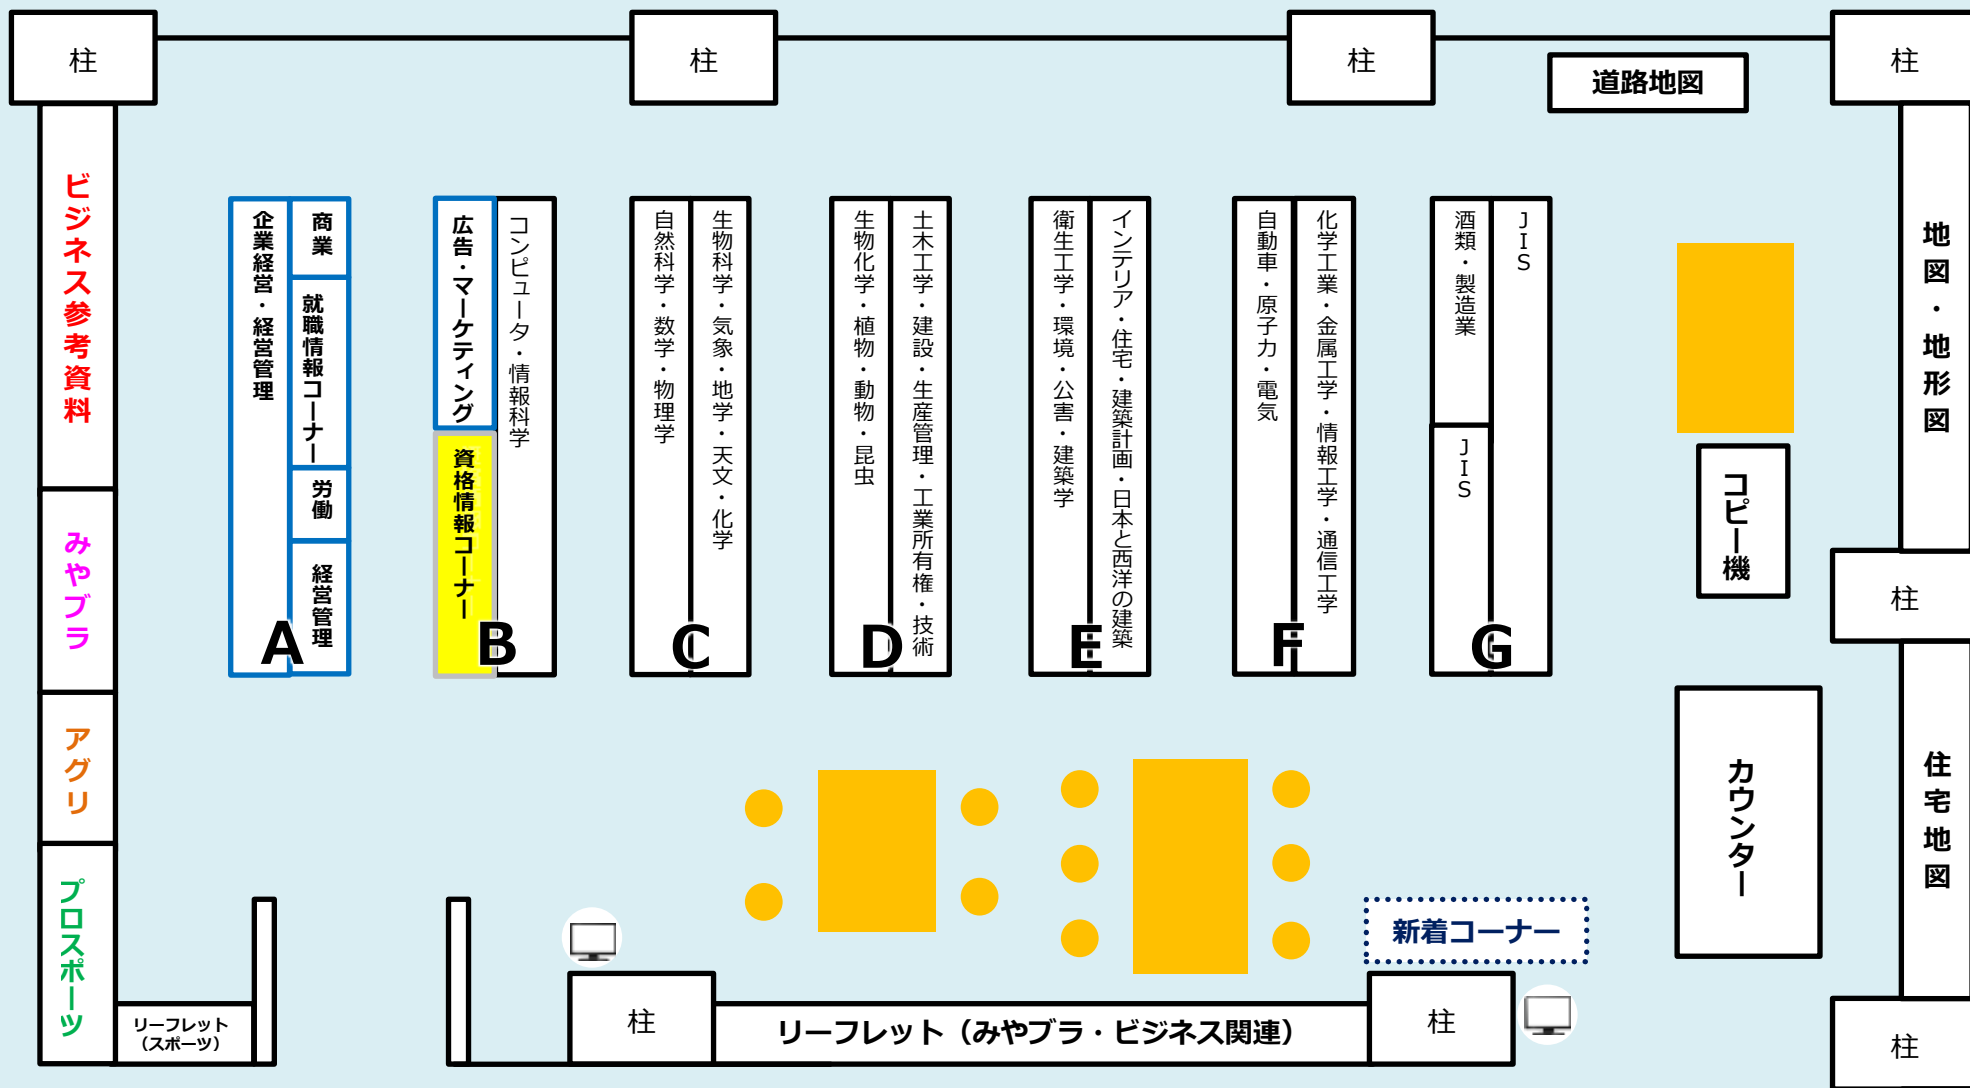 柱
柱
柱
柱
道路地図
ビジネス参考資料
みやブラ
アグリ
プロスポーツ
企業経営・経営管理
商業
就職情報コーナー
労働
経営管理
A
広告・マーケティング
資格情報コーナー
コンピュータ・情報科学
B
自然科学・数学・物理学
生物科学・気象・地学・天文・化学
C
生物化学・植物・動物・昆虫
土木工学・建設・生産管理・工業所有権・技術
D
衛生工学・環境・公害・建築学
インテリア・住宅・建築計画・日本と西洋の建築
E
自動車・原子力・電気
化学工業・金属工学・情報工学・通信工学
F
酒類・製造業
JIS
JIS
G
地図・地形図
コピー機
柱
カウンター
住宅地図
新着コーナー
リーフレット
（スポーツ）
柱
リーフレット（みやブラ・ビジネス関連）
柱
柱